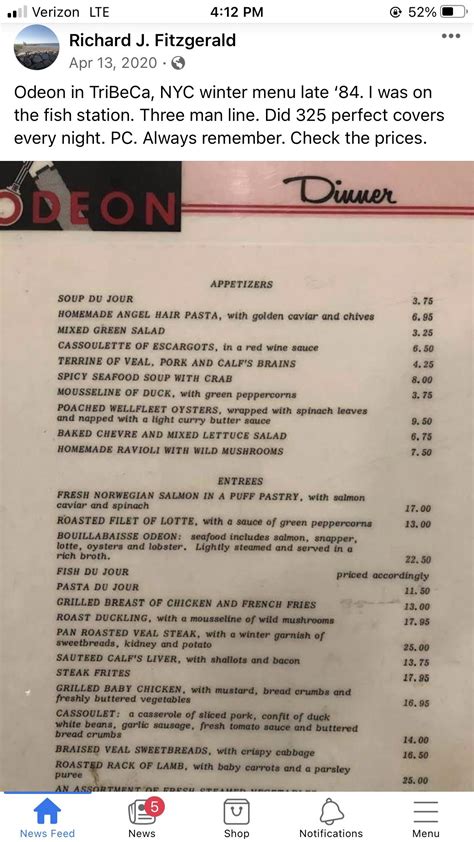 Verizon LTE 4:12 PM 52%
Richard J. Fitzgerald
Apr 13, 2020 ·
Odeon in TriBeCa, NYC winter menu late ‘84. I was on
the fish station. Three man line. Did 325 perfect covers
every night. PC. Always remember. Check the prices.
ODEON Dinner
APPETIZERS
SOUP DU JOUR 3.75
HOMEMADE ANGEL HAIR PASTA, with golden caviar and chives 6.95
MIXED GREEN SALAD 3.25
CASSOULETTE OF ESCARGOTS, in a red wine sauce 6.50
TERRINE OF VEAL, PORK AND CALF'S BRAINS 4.25
SPICY SEAFOOD SOUP WITH CRAB 8.00
MOUSSELINE OF DUCK, with green peppercorns 3.75
POACHED WELLFLEET OYSTERS, wrapped with spinach leaves
and napped with a light curry butter sauce 9.50
BAKED CHEVRE AND MIXED LETTUCE SALAD 6.75
HOMEMADE RAVIOLI WITH WILD MUSHROOMS 7.50
ENTREES
FRESH NORWEGIAN SALMON IN A PUFF PASTRY, with salmon
caviar and spinach 17.00
ROASTED FILET OF LOTTE, with a sauce of green peppercorns 13.00
BOUILLABAISSE ODEON: seafood includes salmon, snapper,
lotte, oysters and lobster. Lightly steamed and served in a
rich broth. 22.50
FISH DU JOUR priced accordingly
PASTA DU JOUR 11.50
GRILLED BREAST OF CHICKEN AND FRENCH FRIES 13.00
ROAST DUCKLING, with a mousseline of wild mushrooms 17.95
PAN ROASTED VEAL STEAK, with a winter garnish of
sweetbreads, kidney and potato 25.00
SAUTEED CALF'S LIVER, with shallots and bacon 13.75
STEAK FRITES 17.95
GRILLED BABY CHICKEN, with mustard, bread crumbs and
freshly buttered vegetables 16.95
CASSOULET: a casserole of sliced pork, confit of duck
white beans, garlic sausage, fresh tomato sauce and buttered
bread crumbs 14.00
BRAISED VEAL SWEETBREADS, with crispy cabbage 16.50
ROASTED RACK OF LAMB, with baby carrots and a parsley
puree 25.00
AN ASSORTMENT OF FRESH STEAMED VEGETABLES
5
News Feed News Shop Notifications Menu